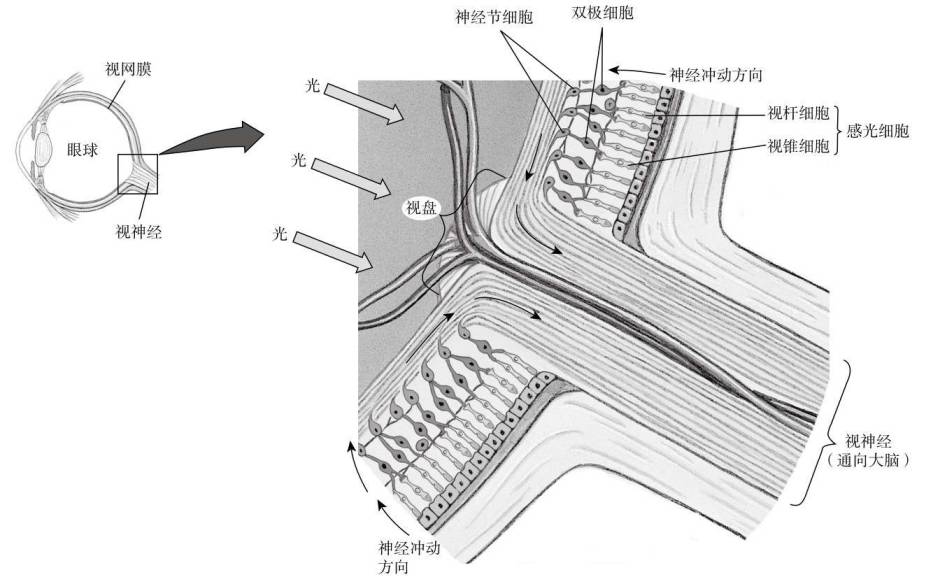 神经节细胞
双极细胞
视网膜
神经冲动方向
光
视杆细胞
感光细胞
眼球
视锥细胞
光
视盘
视神经
光
视神经
（通向大脑）
神经冲动
方向